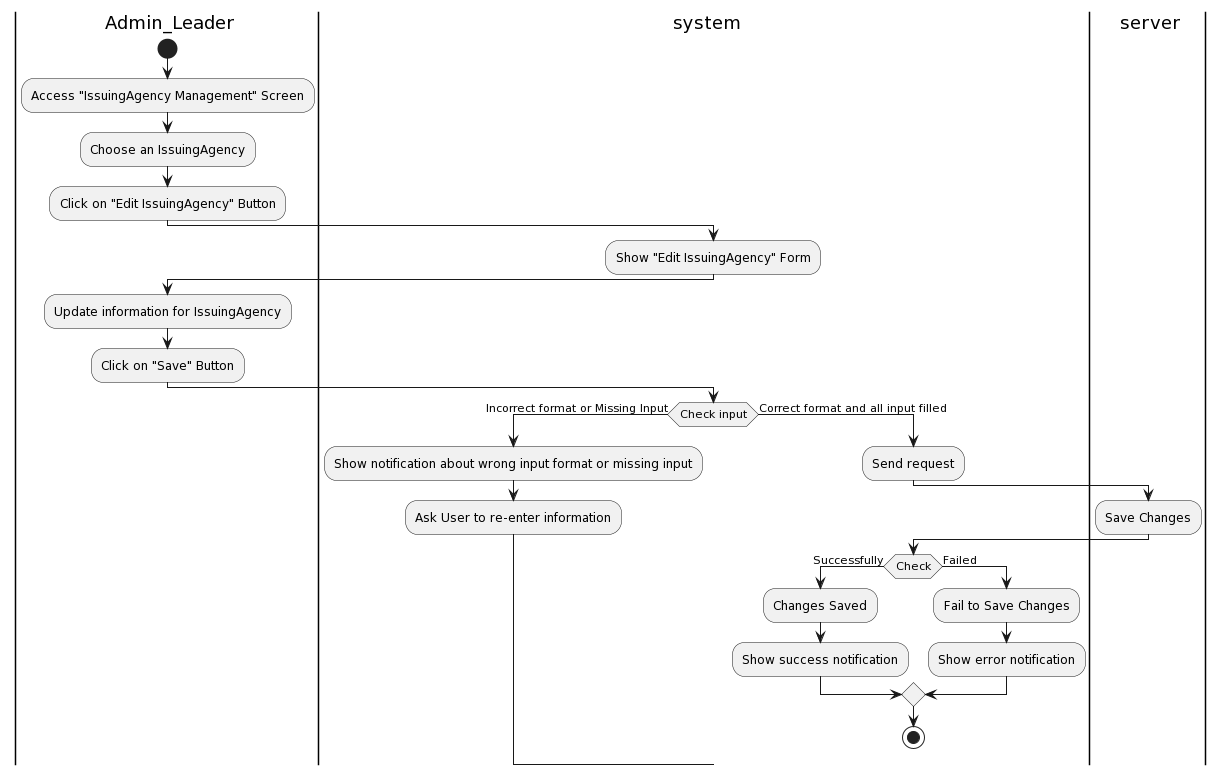 Admin_Leader
system
server
Access "IssuingAgency Management" Screen
Choose an IssuingAgency
Click on "Edit IssuingAgency" Button
Show "Edit IssuingAgency" Form
Update information for IssuingAgency
Click on "Save" Button
Incorrect format or Missing Input
Check input
Correct format and all input filled
Show notification about wrong input format or missing input
Send request
Ask User to re-enter information
Save Changes
Successfully
Check
Failed
Changes Saved
Fail to Save Changes
Show success notification
Show error notification